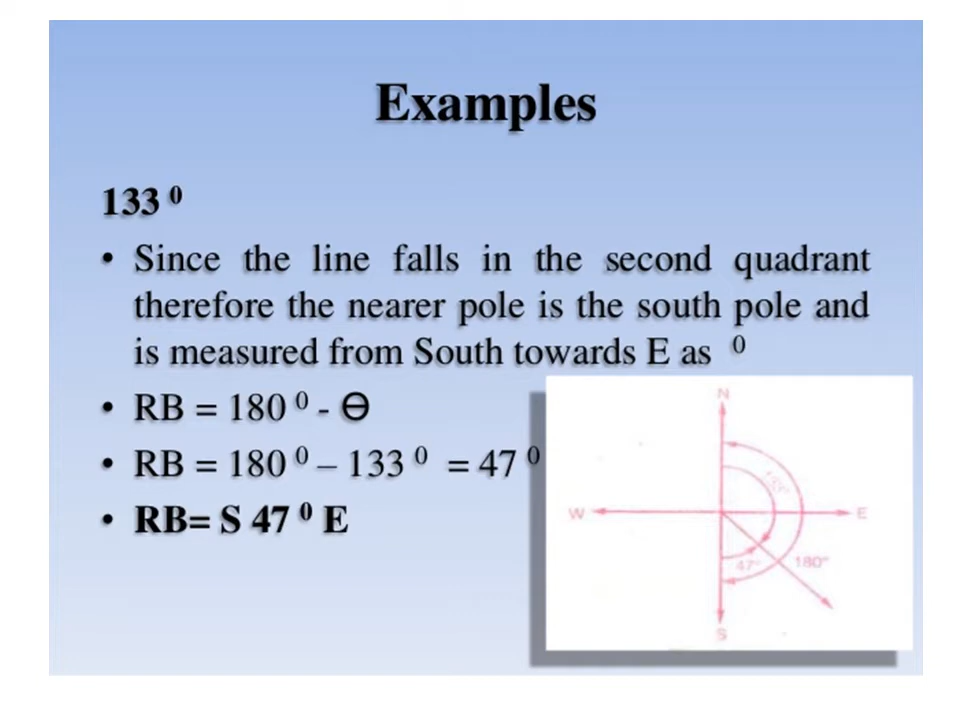 Examples
133 ⁰
• Since the line falls in the second quadrant
therefore the nearer pole is the south pole and
is measured from South towards E as ⁰
• RB = 180 ⁰ - Ɵ
• RB = 180 ⁰ – 133 ⁰ = 47 ⁰
• RB= S 47 ⁰ E
N
133°
W
E
47°
180°
S